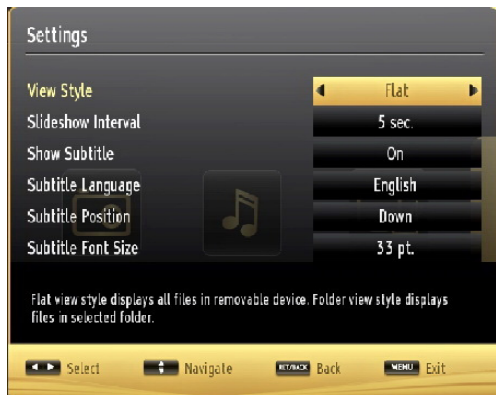 Settings
View Style Flat
Slideshow Interval 5 sec.
Show Subtitle On
Subtitle Language English
Subtitle Position Down
Subtitle Font Size 33 pt.
Flat view style displays all files in removable device. Folder view style displays
files in selected folder.
Select Navigate RET/BACK Back MENU Exit